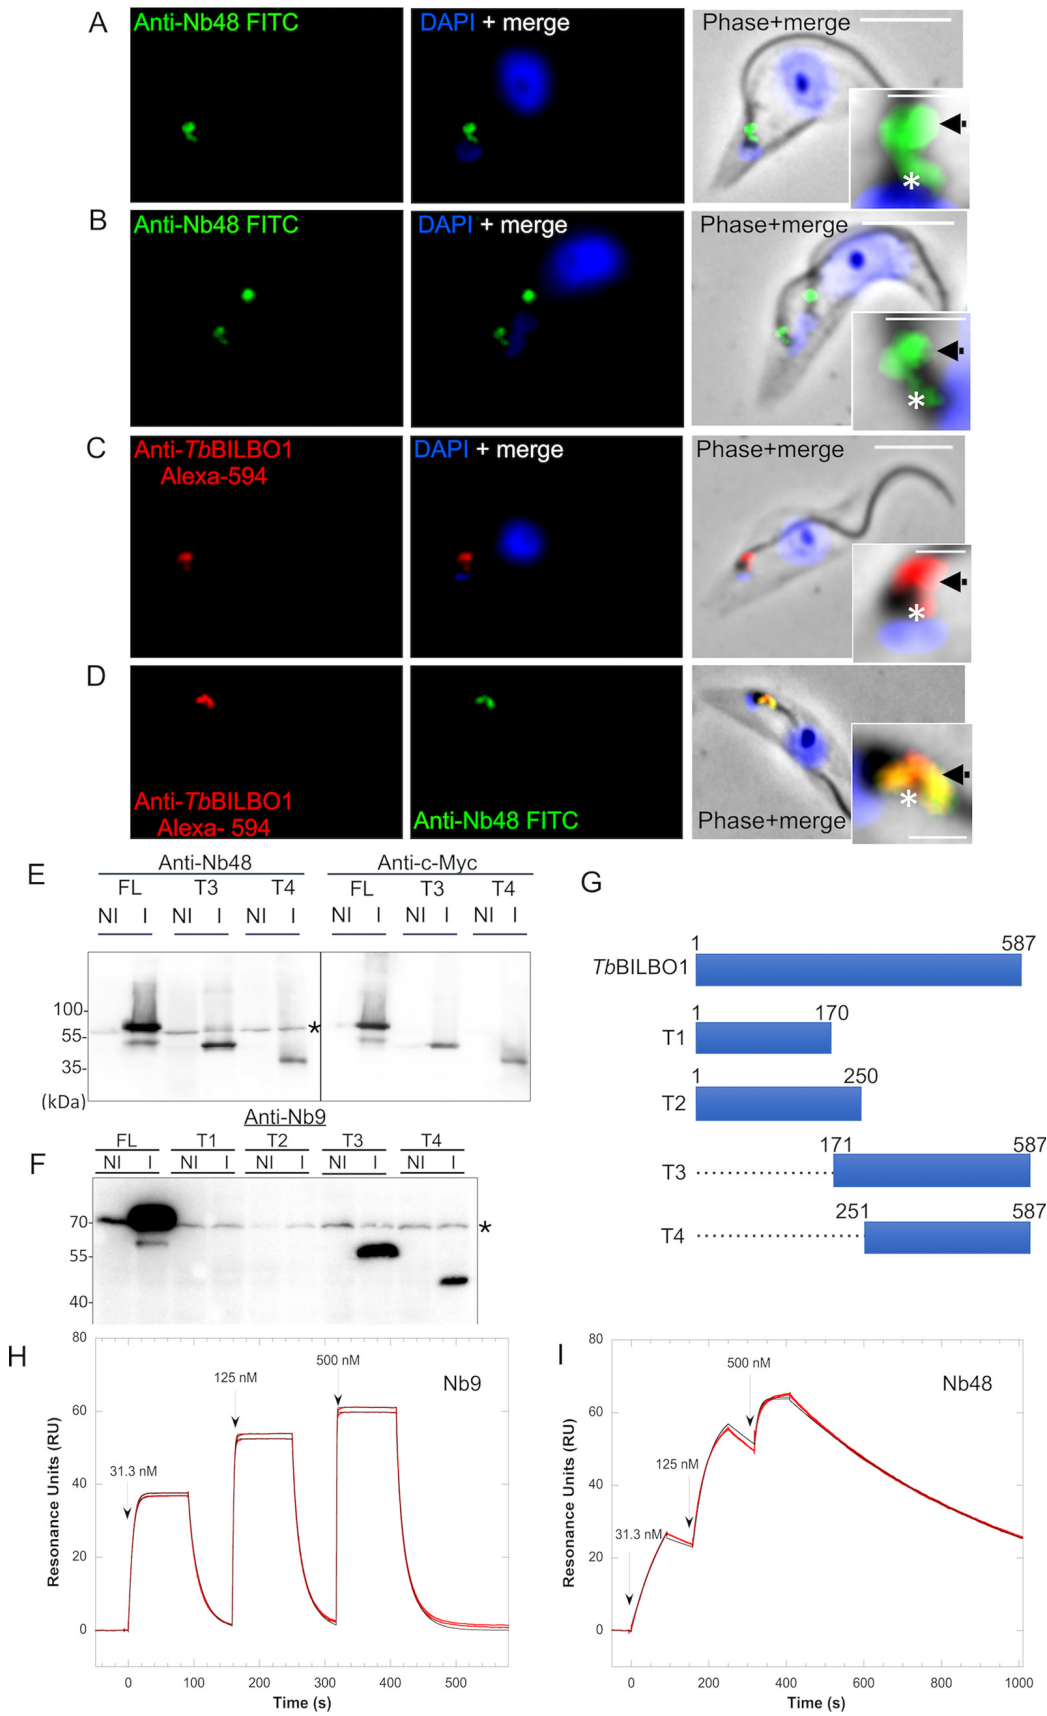 A
Anti-Nb48 FITC
DAPI + merge
Phase+merge
*
B
Anti-Nb48 FITC
DAPI + merge
Phase+merge
*
C
Anti-TbBILBO1
Alexa-594
DAPI + merge
Phase+merge
*
D
Anti-TbBILBO1
Alexa- 594
Anti-Nb48 FITC
Phase+merge
*
E
Anti-Nb48
Anti-c-Myc
FL T3 T4 FL T3 T4
NI I NI I NI I NI I NI I NI I
100-
55-
35-
(kDa)
*
F
Anti-Nb9
FL T1 T2 T3 T4
NI I NI I NI I NI I NI I
70-
55-
40-
*
G
1 587
TbBILBO1
1 170
T1
1 250
T2
171 587
T3
251 587
T4
H
Nb9
31.3 nM
125 nM
500 nM
80
60
40
20
0
Resonance Units (RU)
0 100 200 300 400 500
Time (s)
I
Nb48
31.3 nM
125 nM
500 nM
80
60
40
20
0
Resonance Units (RU)
0 200 400 600 800 1000
Time (s)